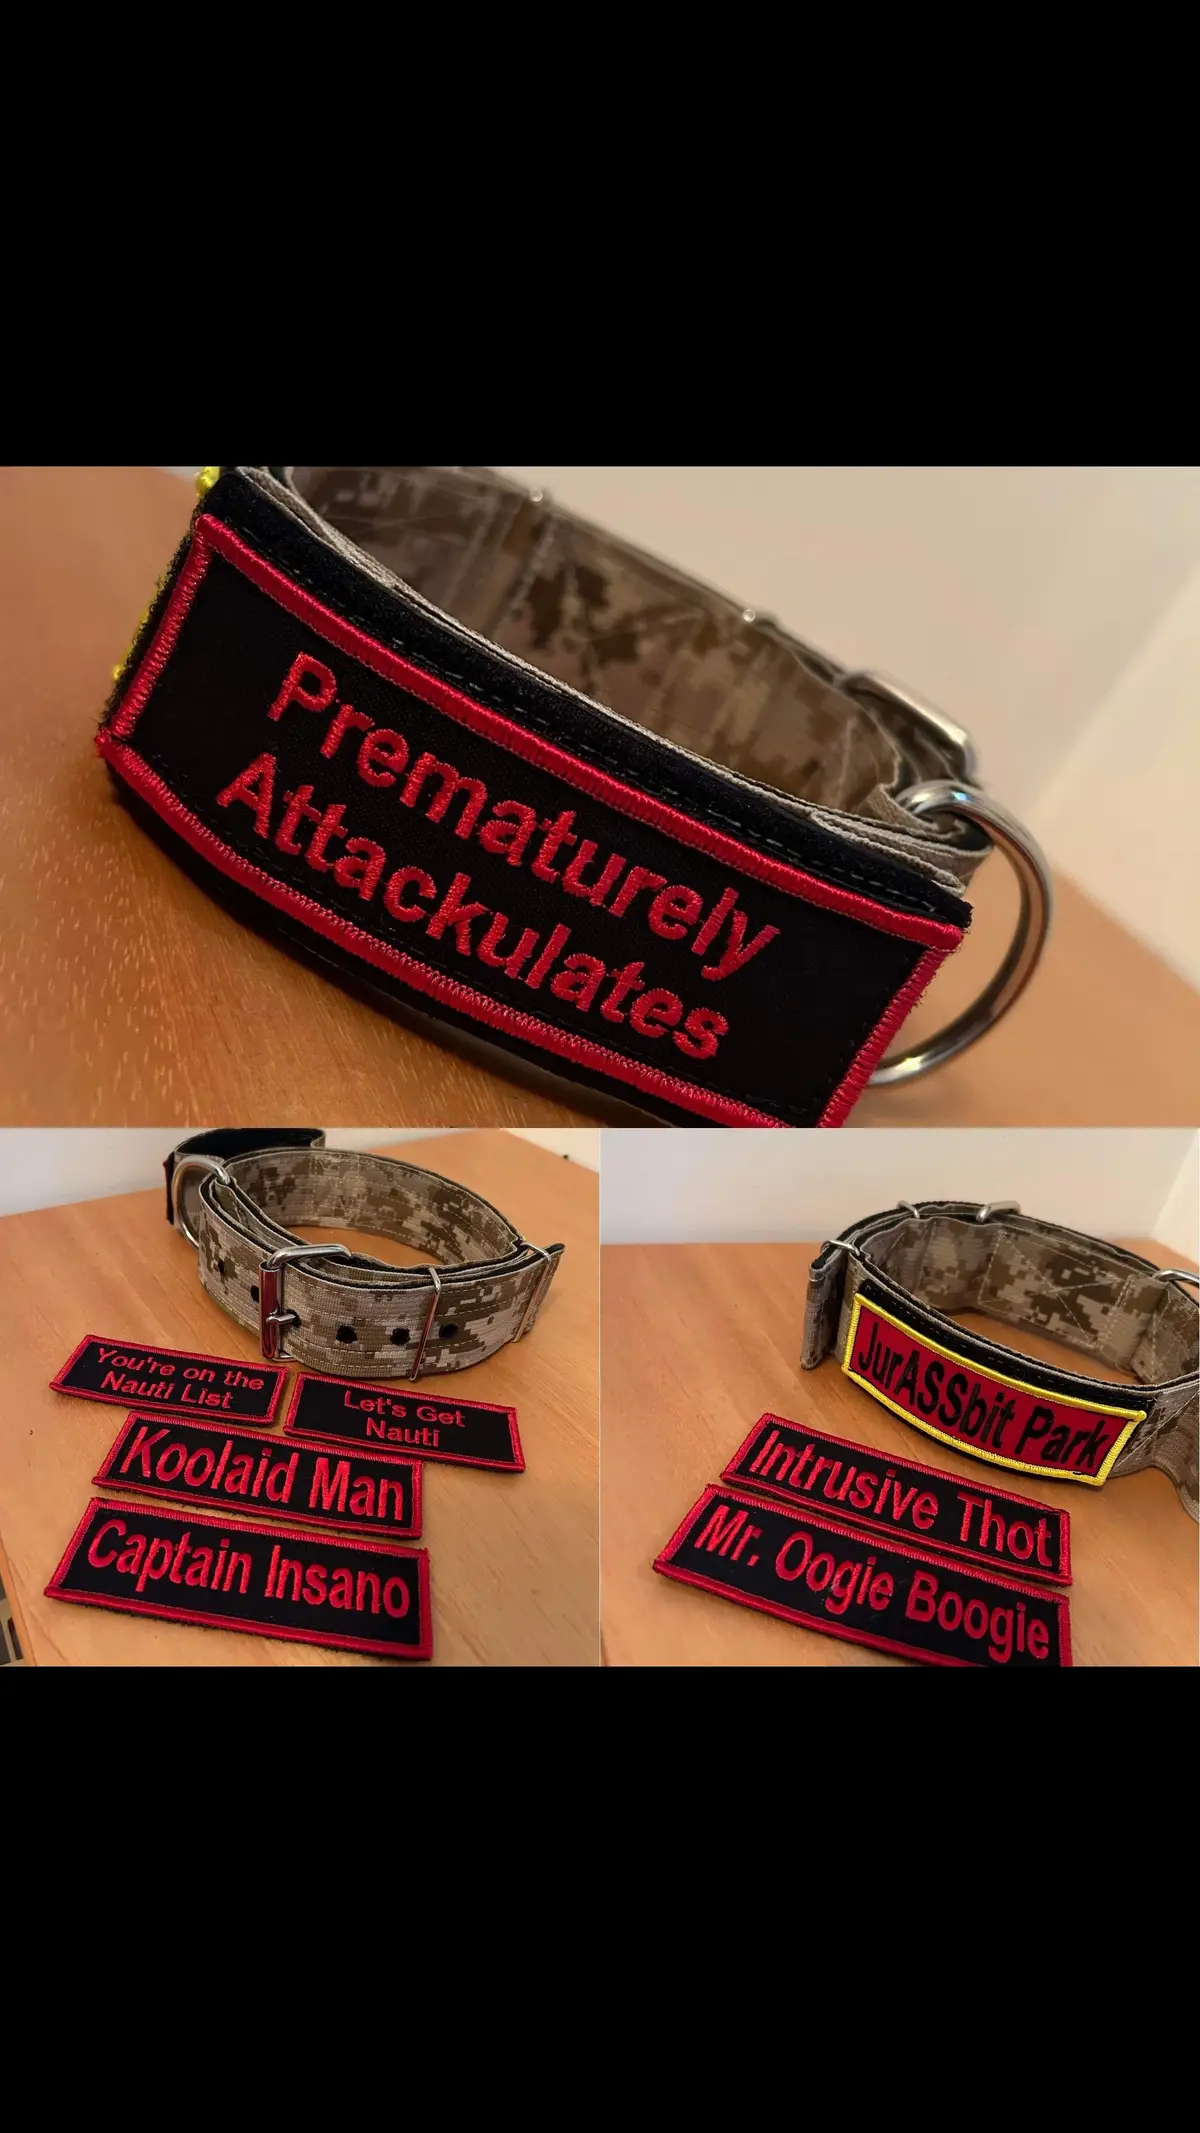 Prematurely
Attackulates
You're on the
Nauti List
Let's Get
Nauti
Koolaid Man
Captain Insano
JurASSbit Park
Intrusive Thot
Mr. Oogie Boogie